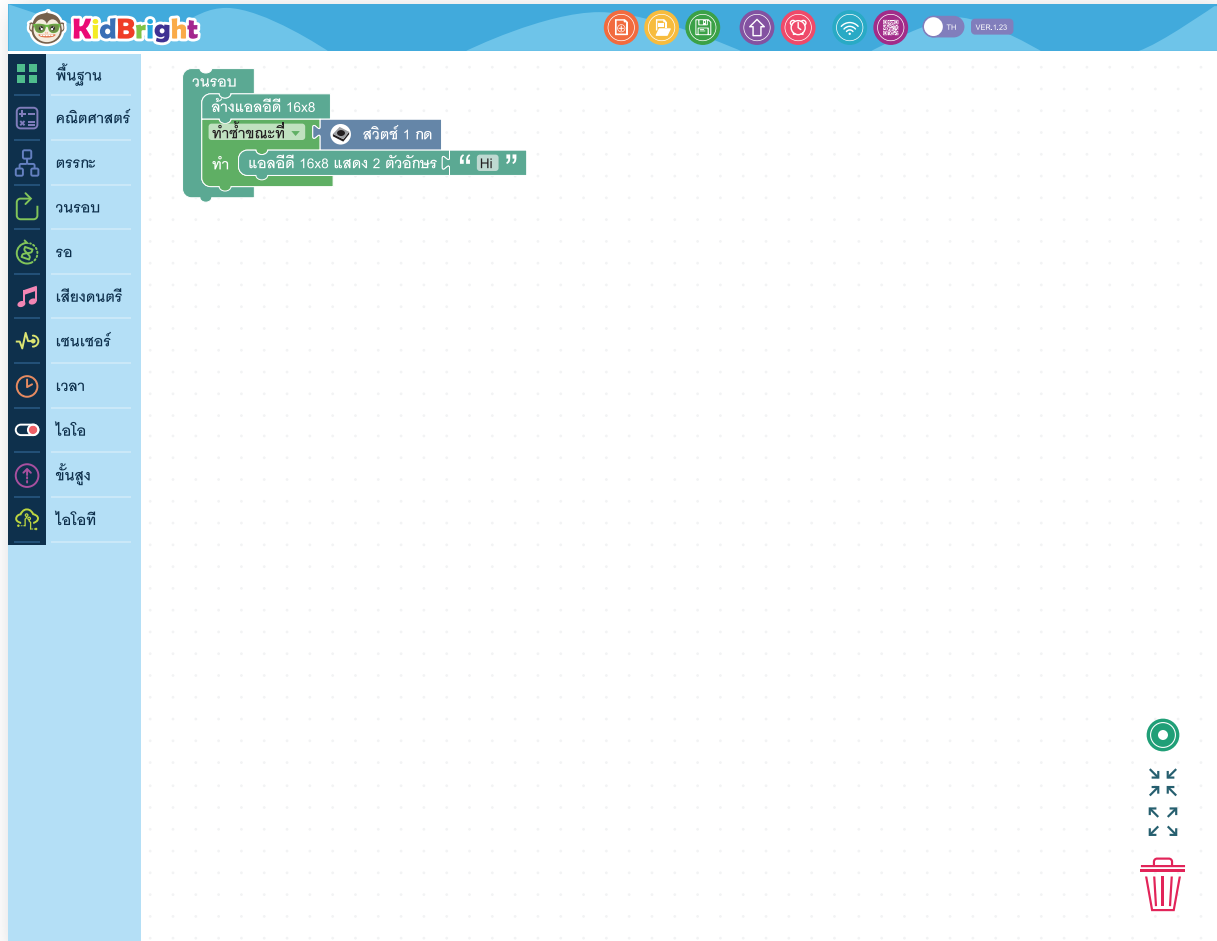 KidBright
TH
VER.1.23
พื้นฐาน
คณิตศาสตร์
ตรรกะ
วนรอบ
รอ
เสียงดนตรี
เซนเซอร์
เวลา
ไอโอ
ขั้นสูง
ไอโอที
วนรอบ
ล้างแอลอีดี 16x8
ทำซ้ำขณะที่ สวิตซ์ 1 กด
ทำ แอลอีดี 16x8 แสดง 2 ตัวอักษร “ Hi ”